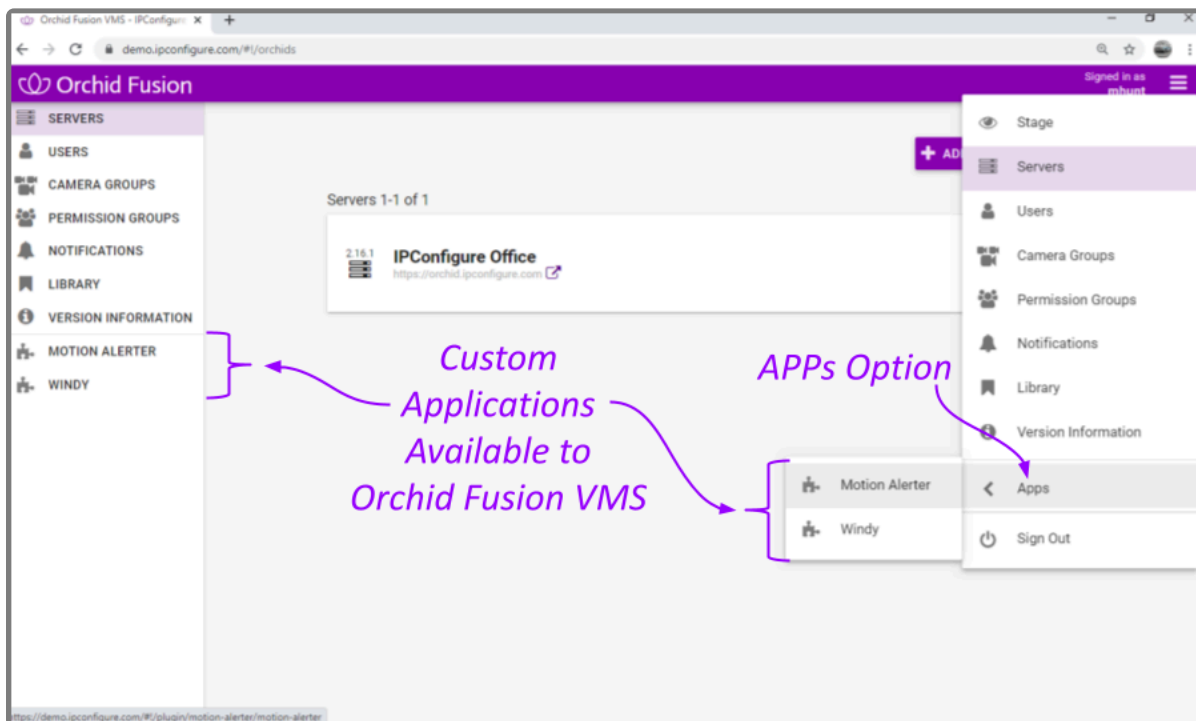 Orchid Fusion VMS - IPConfigure
demo.ipconfigure.com/#!/orchids
Orchid Fusion
Signed in as
mhunt
SERVERS
USERS
CAMERA GROUPS
PERMISSION GROUPS
NOTIFICATIONS
LIBRARY
VERSION INFORMATION
MOTION ALERTER
WINDY
Servers 1-1 of 1
2.16.1
IPConfigure Office
https://orchid.ipconfigure.com
Custom
Applications
Available to
Orchid Fusion VMS
APPs Option
Stage
Servers
Users
Camera Groups
Permission Groups
Notifications
Library
Version Information
Apps
Sign Out
Motion Alerter
Windy
https://demo.ipconfigure.com/#!/plugin/motion-alerter/motion-alerter